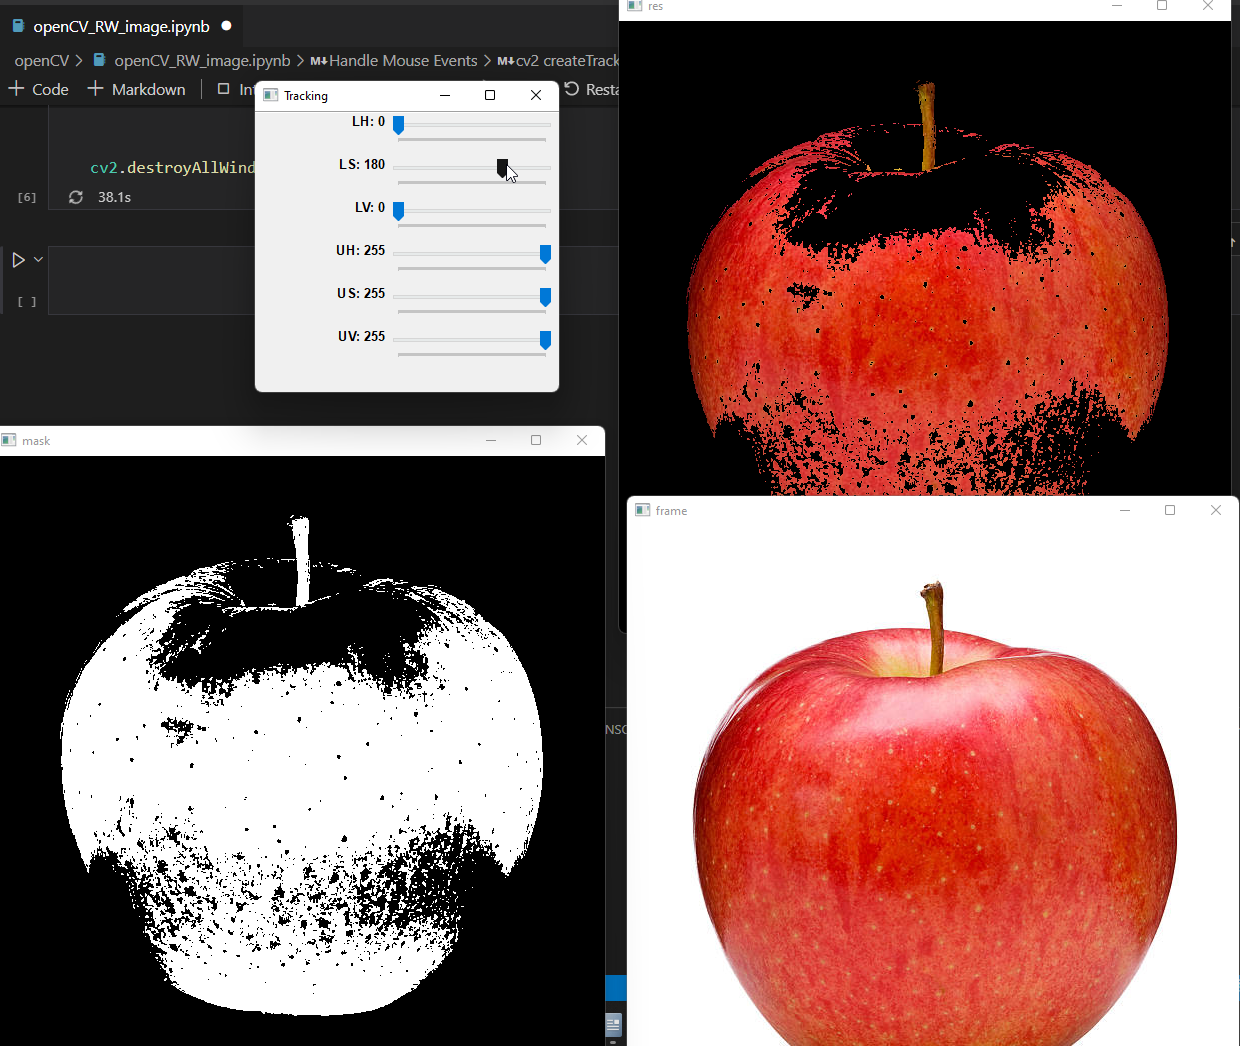 openCV_RW_image.ipynb
openCV > openCV_RW_image.ipynb > M↓Handle Mouse Events > M↓cv2 createTrack
+ Code + Markdown Int Resta
Tracking
LH: 0
LS: 180
LV: 0
UH: 255
US: 255
UV: 255
cv2.destroyAllWind
[6] 38.1s
[ ]
res
mask
frame
NSC